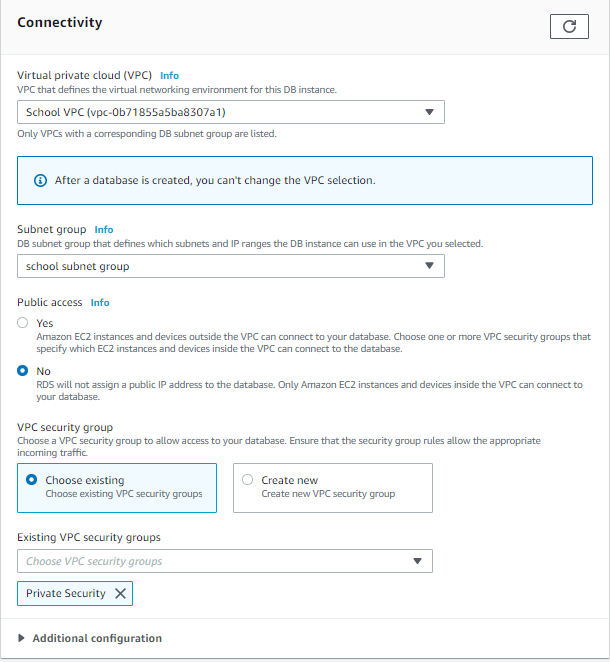 Connectivity
Virtual private cloud (VPC) Info
VPC that defines the virtual networking environment for this DB instance.
School VPC (vpc-0b71855a5ba8307a1)
Only VPCs with a corresponding DB subnet group are listed.
After a database is created, you can't change the VPC selection.
Subnet group Info
DB subnet group that defines which subnets and IP ranges the DB instance can use in the VPC you selected.
school subnet group
Public access Info
Yes
Amazon EC2 instances and devices outside the VPC can connect to your database. Choose one or more VPC security groups that
specify which EC2 instances and devices inside the VPC can connect to the database.
No
RDS will not assign a public IP address to the database. Only Amazon EC2 instances and devices inside the VPC can connect to
your database.
VPC security group
Choose a VPC security group to allow access to your database. Ensure that the security group rules allow the appropriate
incoming traffic.
Choose existing
Choose existing VPC security groups
Create new
Create new VPC security group
Existing VPC security groups
Choose VPC security groups
Private Security
Additional configuration